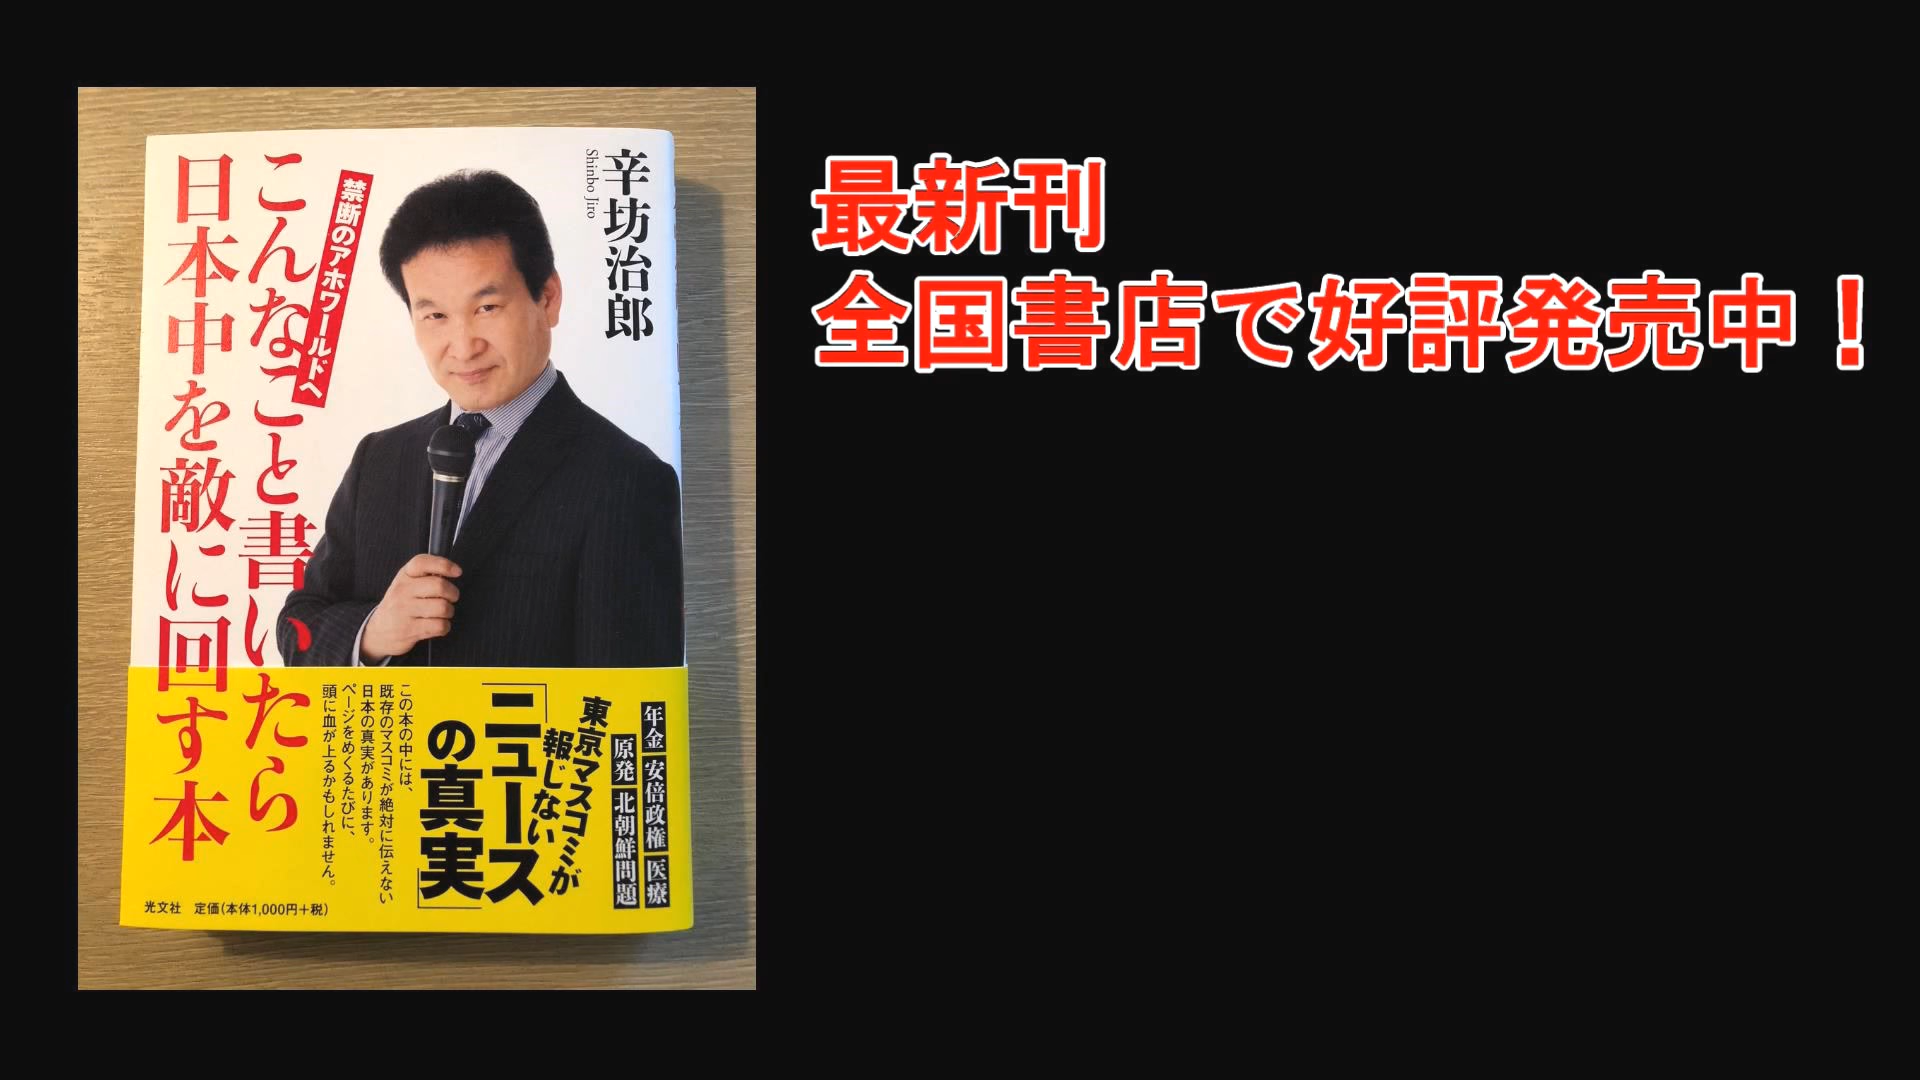 辛坊治郎
Shinbo Jiro
禁断のアホワールドへ
こんなこと書いたら
日本中を敵に回す本
年金 安倍政権 医療
原発 北朝鮮問題
東京マスコミが
報じない
「ニュース
の真実」
この本の中には、
既存のマスコミが絶対に伝えない
日本の真実があります。
ページをめくるたびに、
頭に血が上るかもしれません。
光文社 定価(本体1,000円+税)
最新刊
全国書店で好評発売中！